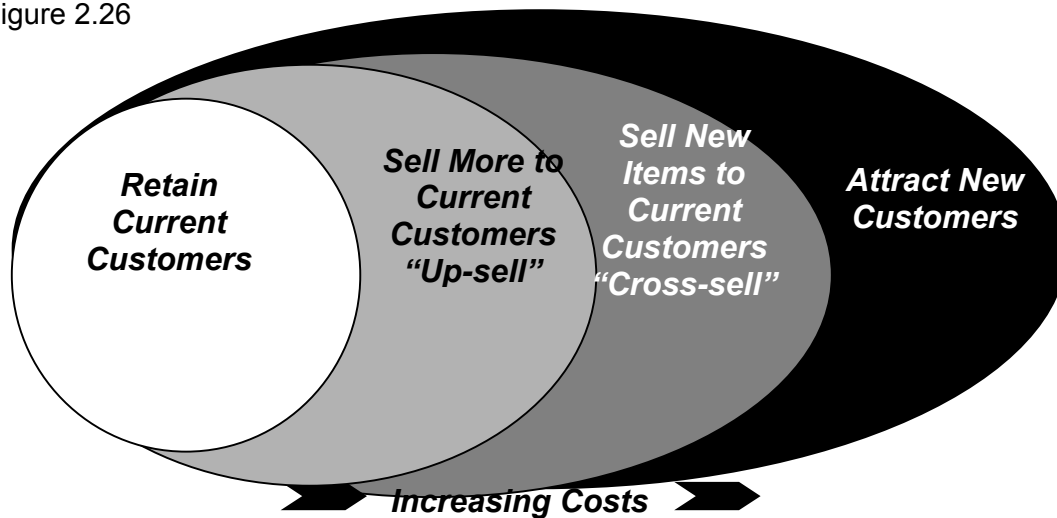 igure 2.26
Retain
Current
Customers
Sell More to
Current
Customers
“Up-sell”
Sell New
Items to
Current
Customers
“Cross-sell”
Attract New
Customers
Increasing Costs